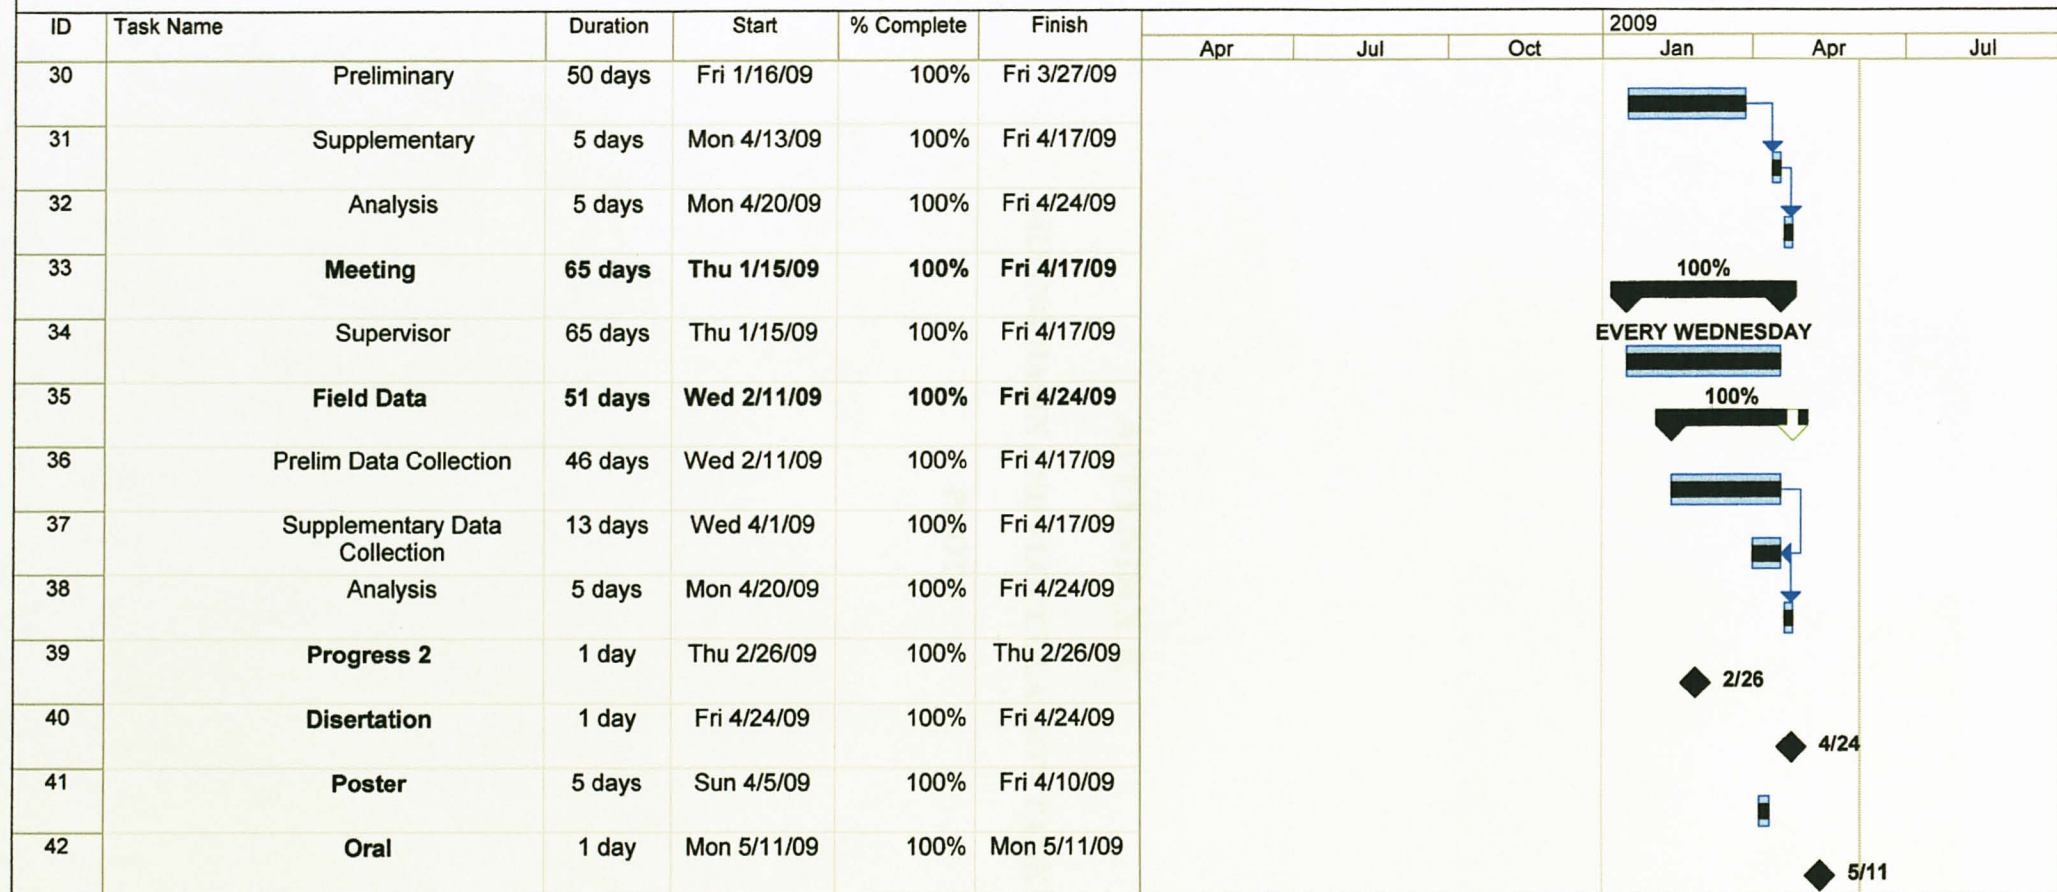 ID Task Name Duration Start % Complete Finish 2009
Apr Jul Oct Jan Apr Jul
30 Preliminary 50 days Fri 1/16/09 100% Fri 3/27/09
31 Supplementary 5 days Mon 4/13/09 100% Fri 4/17/09
32 Analysis 5 days Mon 4/20/09 100% Fri 4/24/09
33 Meeting 65 days Thu 1/15/09 100% Fri 4/17/09 100%
34 Supervisor 65 days Thu 1/15/09 100% Fri 4/17/09 EVERY WEDNESDAY
35 Field Data 51 days Wed 2/11/09 100% Fri 4/24/09 100%
36 Prelim Data Collection 46 days Wed 2/11/09 100% Fri 4/17/09
37 Supplementary Data 13 days Wed 4/1/09 100% Fri 4/17/09
Collection
38 Analysis 5 days Mon 4/20/09 100% Fri 4/24/09
39 Progress 2 1 day Thu 2/26/09 100% Thu 2/26/09
2/26
40 Disertation 1 day Fri 4/24/09 100% Fri 4/24/09
4/24
41 Poster 5 days Sun 4/5/09 100% Fri 4/10/09
42 Oral 1 day Mon 5/11/09 100% Mon 5/11/09
5/11